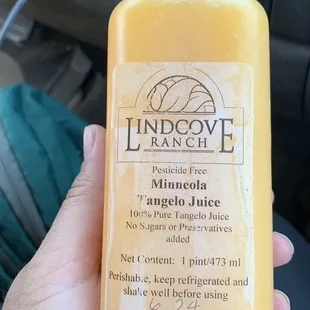 LINDCOVE
RANCH
Pesticide Free
Minneola
Tangelo Juice
100% Pure Tangelo Juice
No Sugars or Preservatives
added
Net Content: 1 pint/473 ml
Perishable, keep refrigerated and
shake well before using
6 24